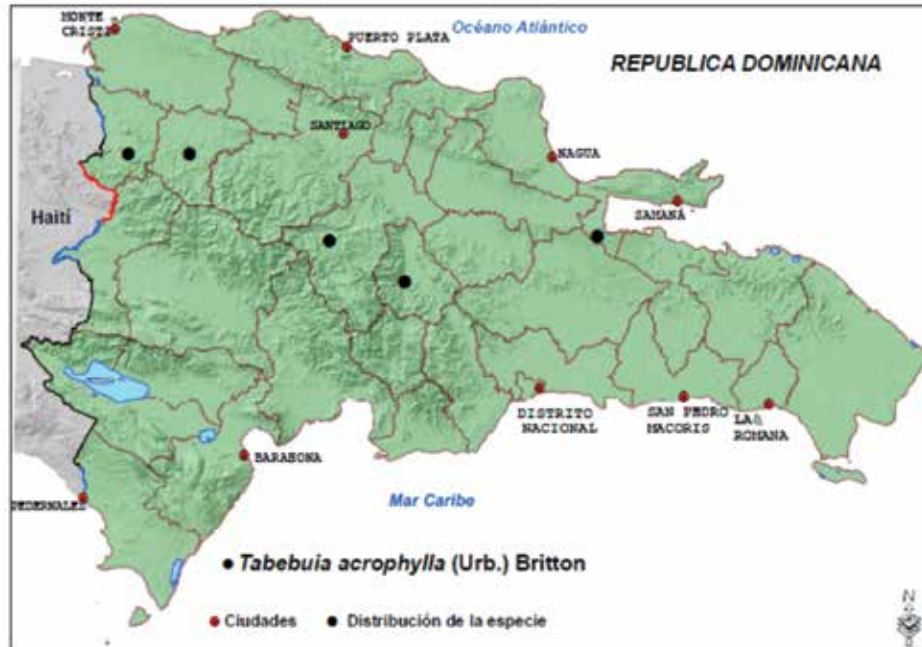 MONTE
CRISTI
Océano Atlántico
PUERTO PLATA
REPUBLICA DOMINICANA
SANTIAGO
NAGUA
SAMANÁ
Haití
DISTRITO
NACIONAL
SAN PEDRO
MACORIS
LA
ROMANA
BARAHONA
PEDERNALES
Mar Caribe
Tabebuia acrophylla (Urb.) Britton
Ciudades
Distribución de la especie
N